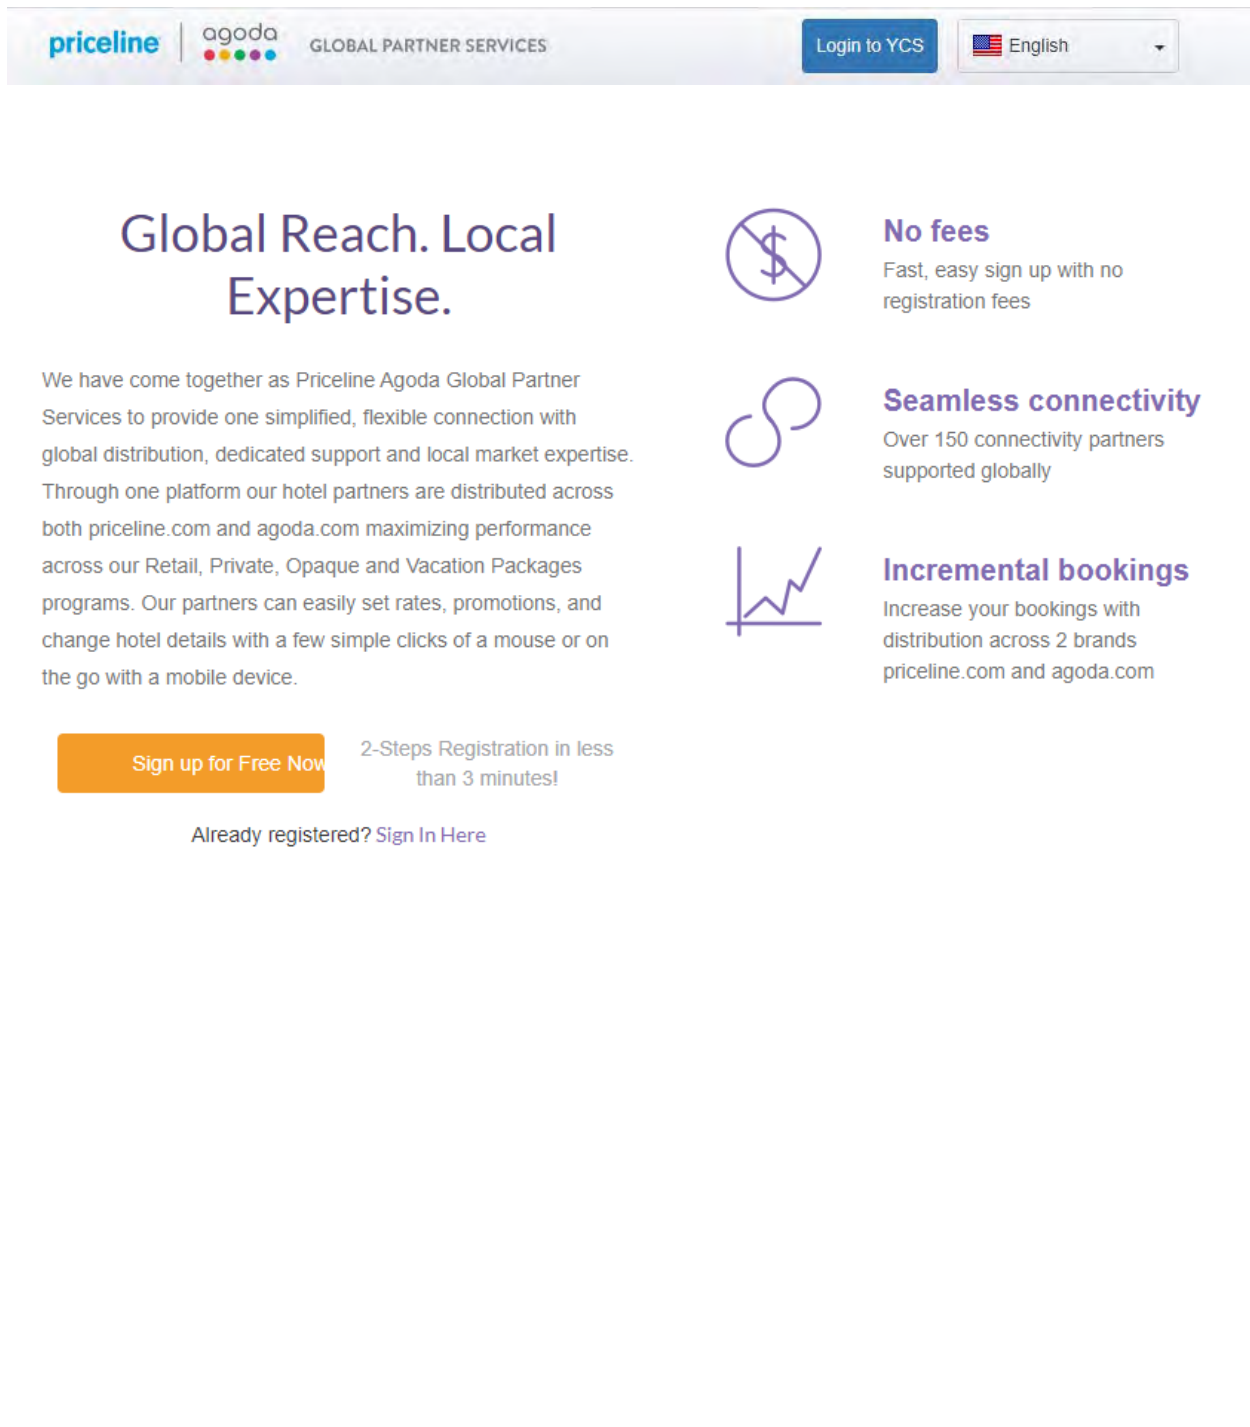 priceline
agoda
GLOBAL PARTNER SERVICES
Login to YCS
English
Global Reach. Local
Expertise.
We have come together as Priceline Agoda Global Partner
Services to provide one simplified, flexible connection with
global distribution, dedicated support and local market expertise.
Through one platform our hotel partners are distributed across
both priceline.com and agoda.com maximizing performance
across our Retail, Private, Opaque and Vacation Packages
programs. Our partners can easily set rates, promotions, and
change hotel details with a few simple clicks of a mouse or on
the go with a mobile device.
Sign up for Free Now
2-Steps Registration in less
than 3 minutes!
Already registered? Sign In Here
No fees
Fast, easy sign up with no
registration fees
Seamless connectivity
Over 150 connectivity partners
supported globally
Incremental bookings
Increase your bookings with
distribution across 2 brands
priceline.com and agoda.com